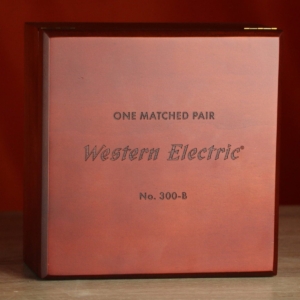 ONE MATCHED PAIR
Western Electric
No. 300-B